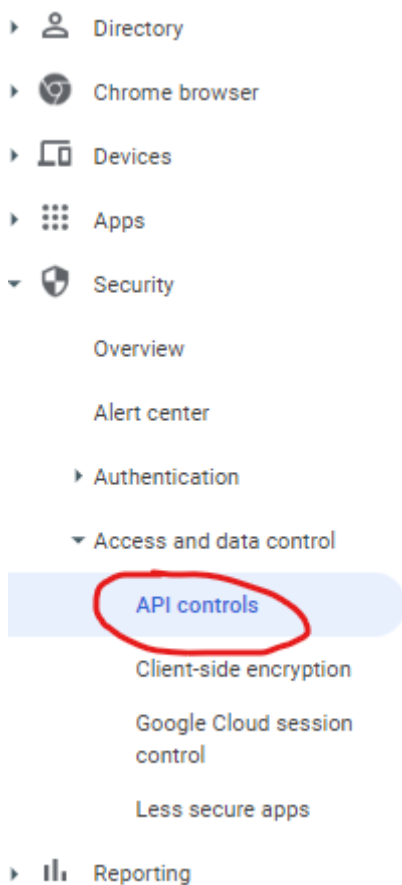 Directory
Chrome browser
Devices
Apps
Security
Overview
Alert center
Authentication
Access and data control
API controls
Client-side encryption
Google Cloud session
control
Less secure apps
Reporting